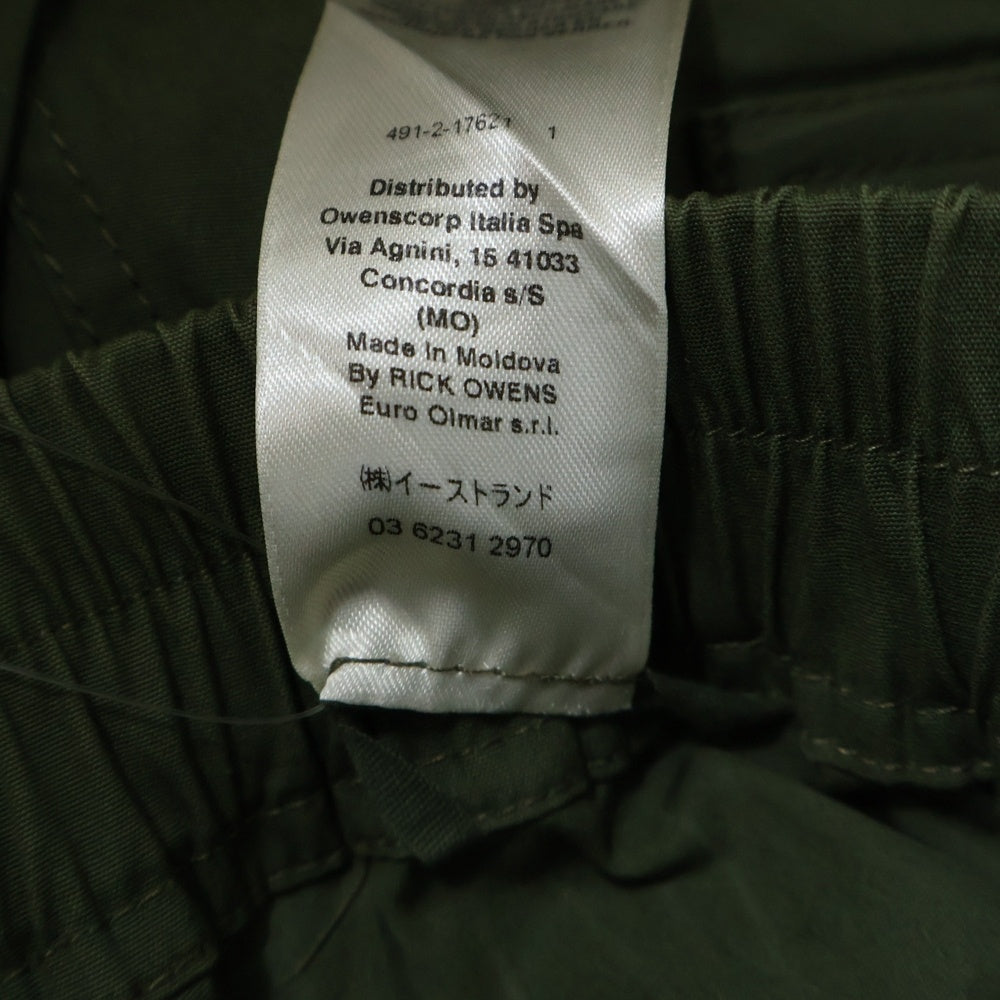 491-2-1762 1
Distributed by
Owenscorp Italia Spa
Via Agnini, 15 41033
Concordia s/S
(MO)
Made In Moldova
By RICK OWENS
Euro Olmar s.r.l.
㈱イーストランド
03 6231 2970